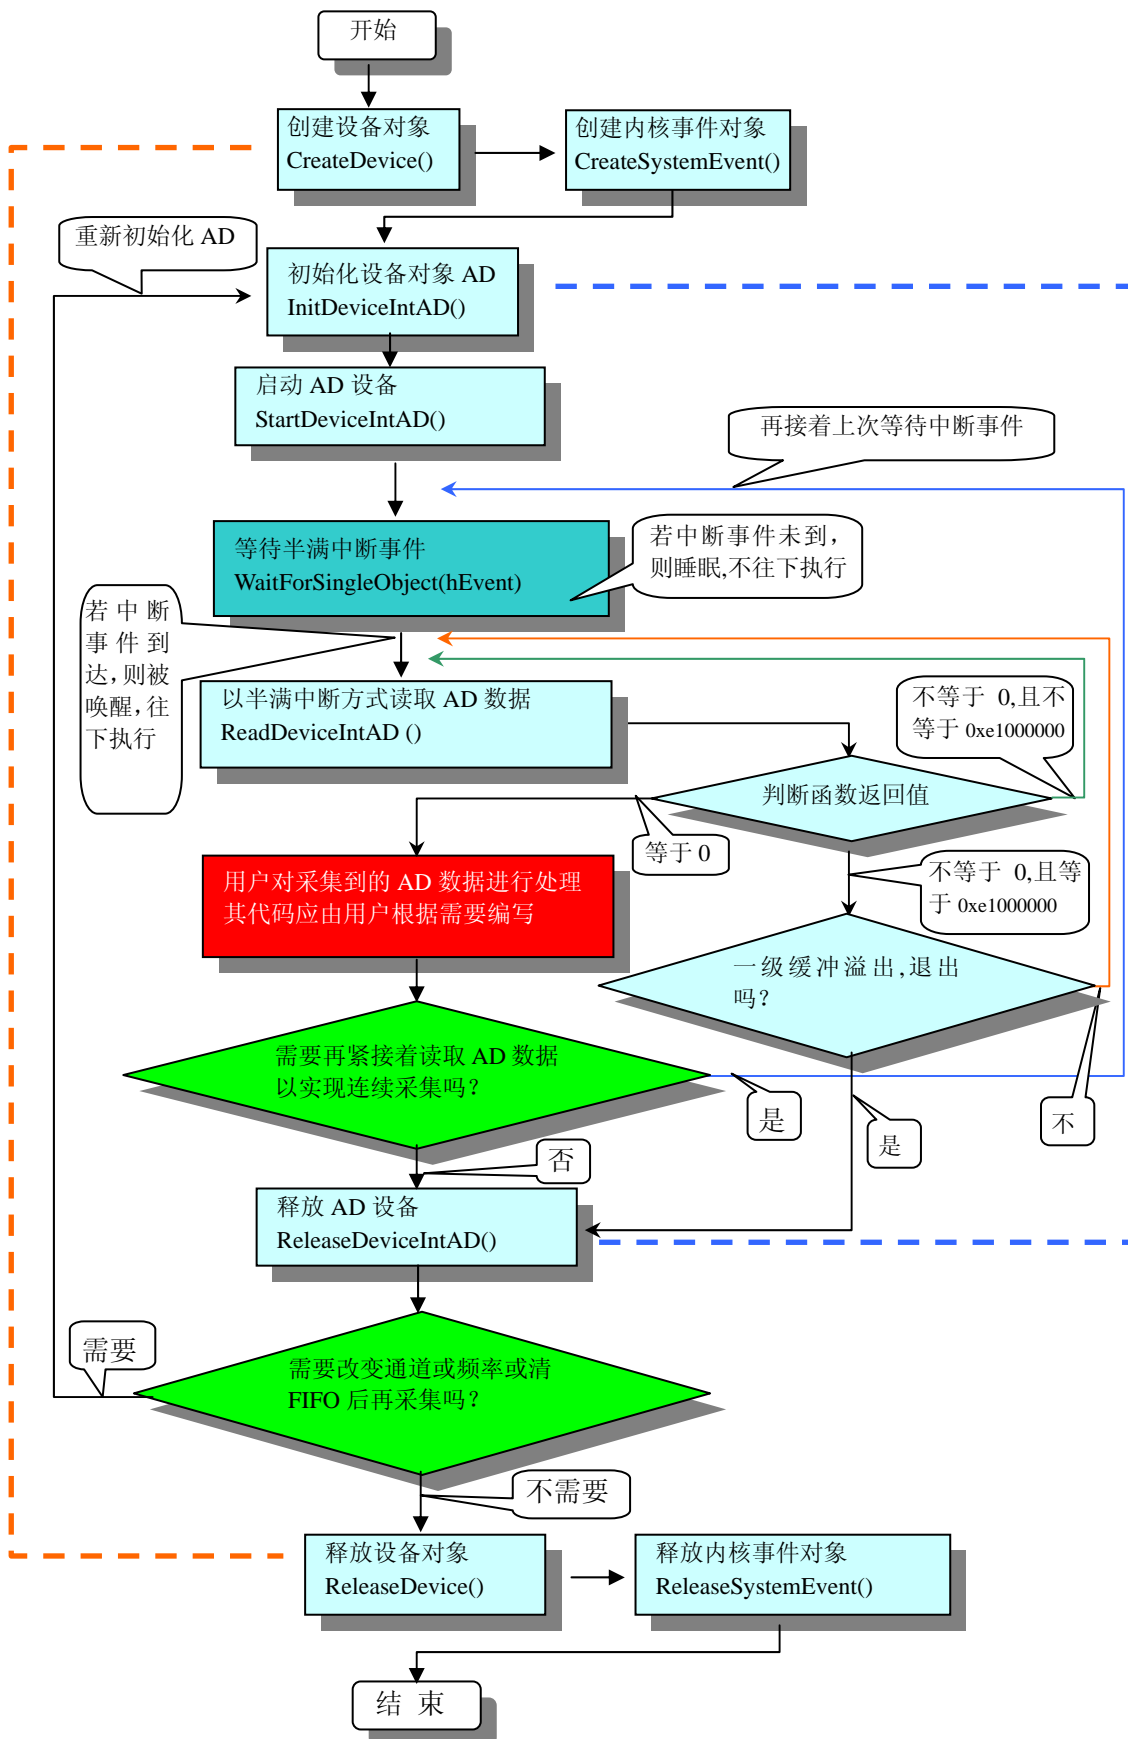 开始
创建设备对象
CreateDevice()
创建内核事件对象
CreateSystemEvent()
重新初始化 AD
初始化设备对象 AD
InitDeviceIntAD()
启动 AD 设备
StartDeviceIntAD()
再接着上次等待中断事件
等待半满中断事件
WaitForSingleObject(hEvent)
若中断事件未到，
则睡眠,不往下执行
若中断
事件到
达，则被
唤醒，往
下执行
以半满中断方式读取 AD 数据
ReadDeviceIntAD ()
不等于 0,且不
等于 0xe1000000
判断函数返回值
等于 0
不等于 0,且等
于 0xe1000000
用户对采集到的 AD 数据进行处理
其代码应由用户根据需要编写
一级缓冲溢出,退出
吗?
需要再紧接着读取 AD 数据
以实现连续采集吗?
是
是
不
否
释放 AD 设备
ReleaseDeviceIntAD()
需要
需要改变通道或频率或清
FIFO 后再采集吗?
不需要
释放设备对象
ReleaseDevice()
释放内核事件对象
ReleaseSystemEvent()
结 束